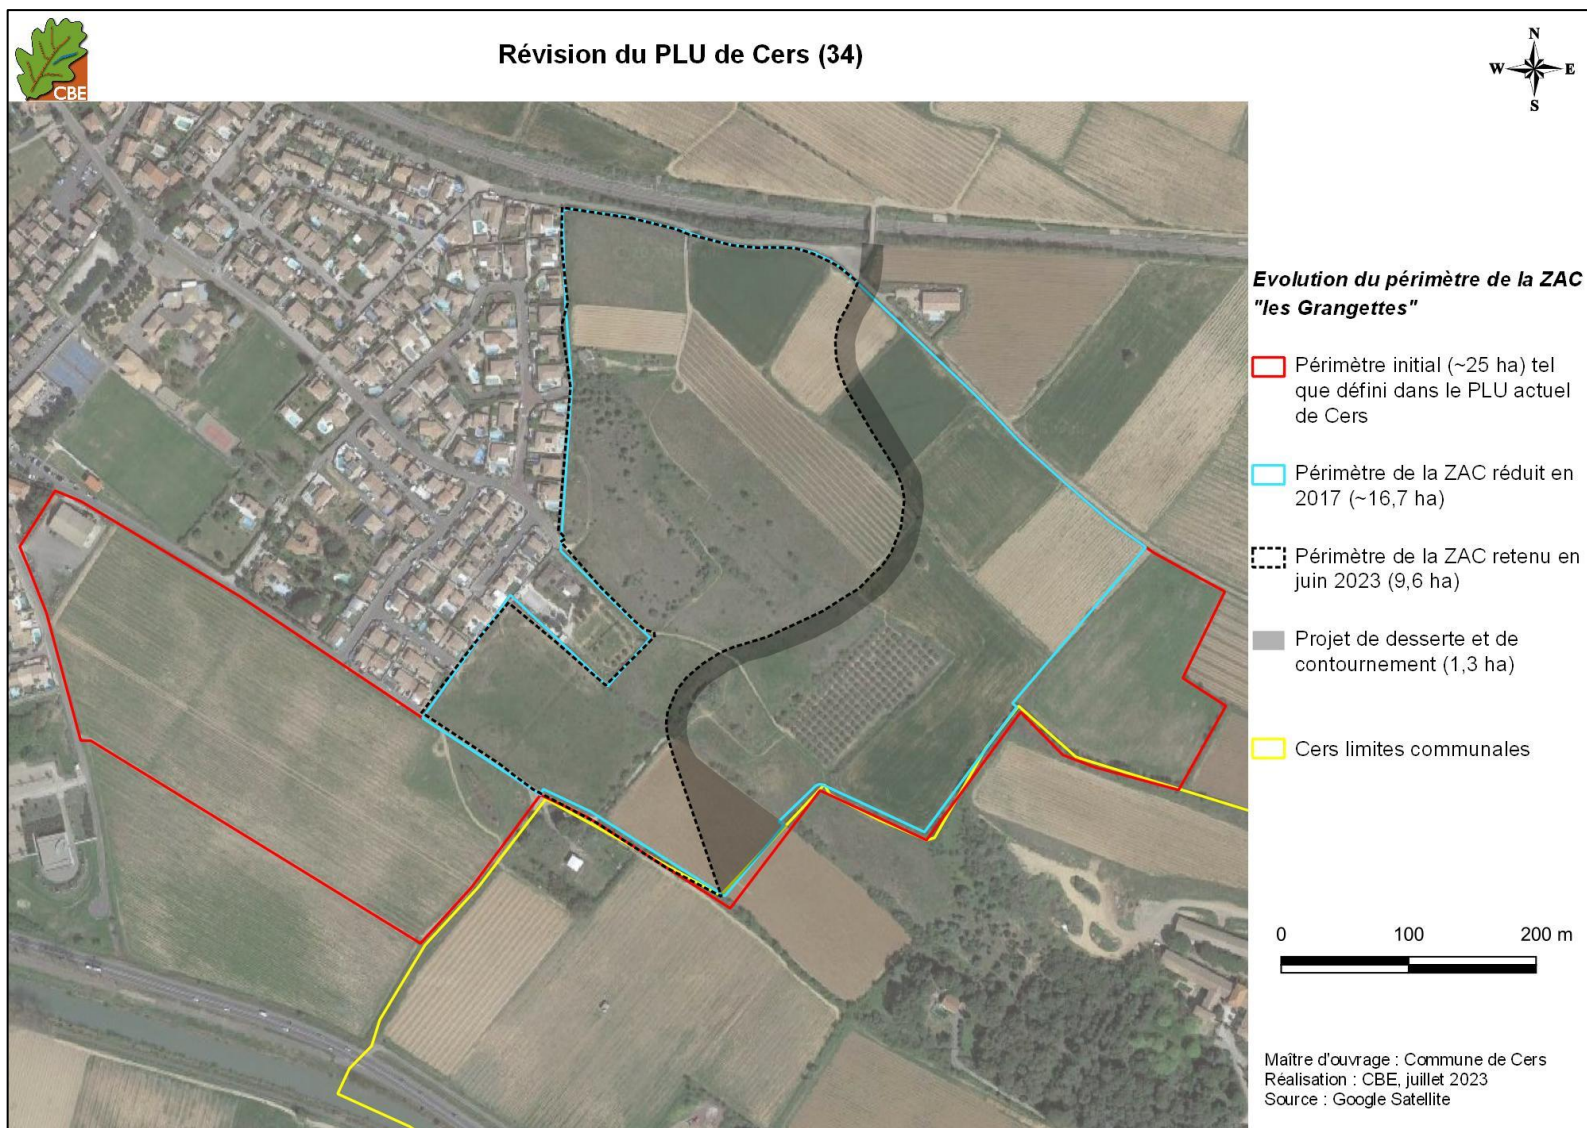 CBE
Révision du PLU de Cers (34)
N
W
E
S
Evolution du périmètre de la ZAC
"les Grangettes"
Périmètre initial (~25 ha) tel
que défini dans le PLU actuel
de Cers
Périmètre de la ZAC réduit en
2017 (~16,7 ha)
Périmètre de la ZAC retenu en
juin 2023 (9,6 ha)
Projet de desserte et de
contournement (1,3 ha)
Cers limites communales
0 100 200 m
Maître d'ouvrage : Commune de Cers
Réalisation : CBE, juillet 2023
Source : Google Satellite